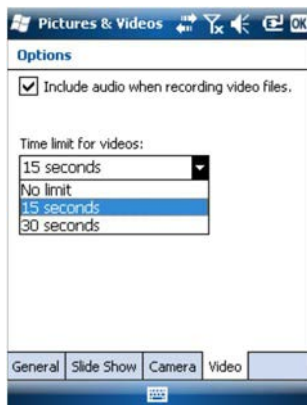 Pictures & Videos OK
Options
Include audio when recording video files.
Time limit for videos:
15 seconds
No limit
15 seconds
30 seconds
General Slide Show Camera Video